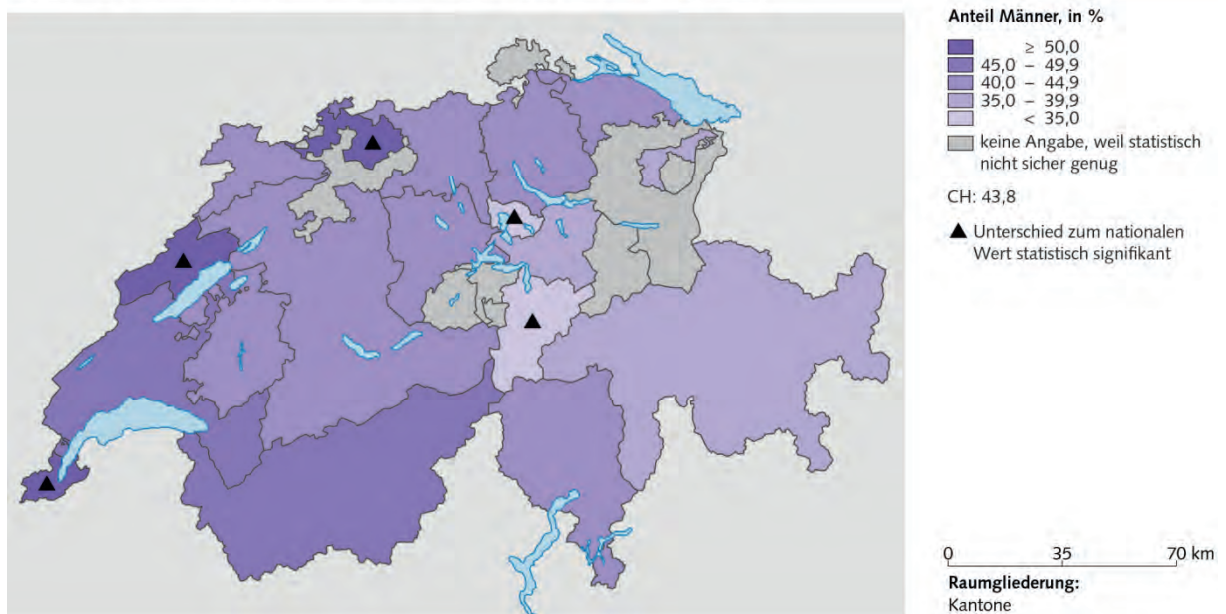 Anteil Männer, in %
≥ 50,0
45,0 – 49,9
40,0 – 44,9
35,0 – 39,9
< 35,0
keine Angabe, weil statistisch
nicht sicher genug
CH: 43,8
Unterschied zum nationalen
Wert statistisch signifikant
0 35 70 km
Raumgliederung:
Kantone